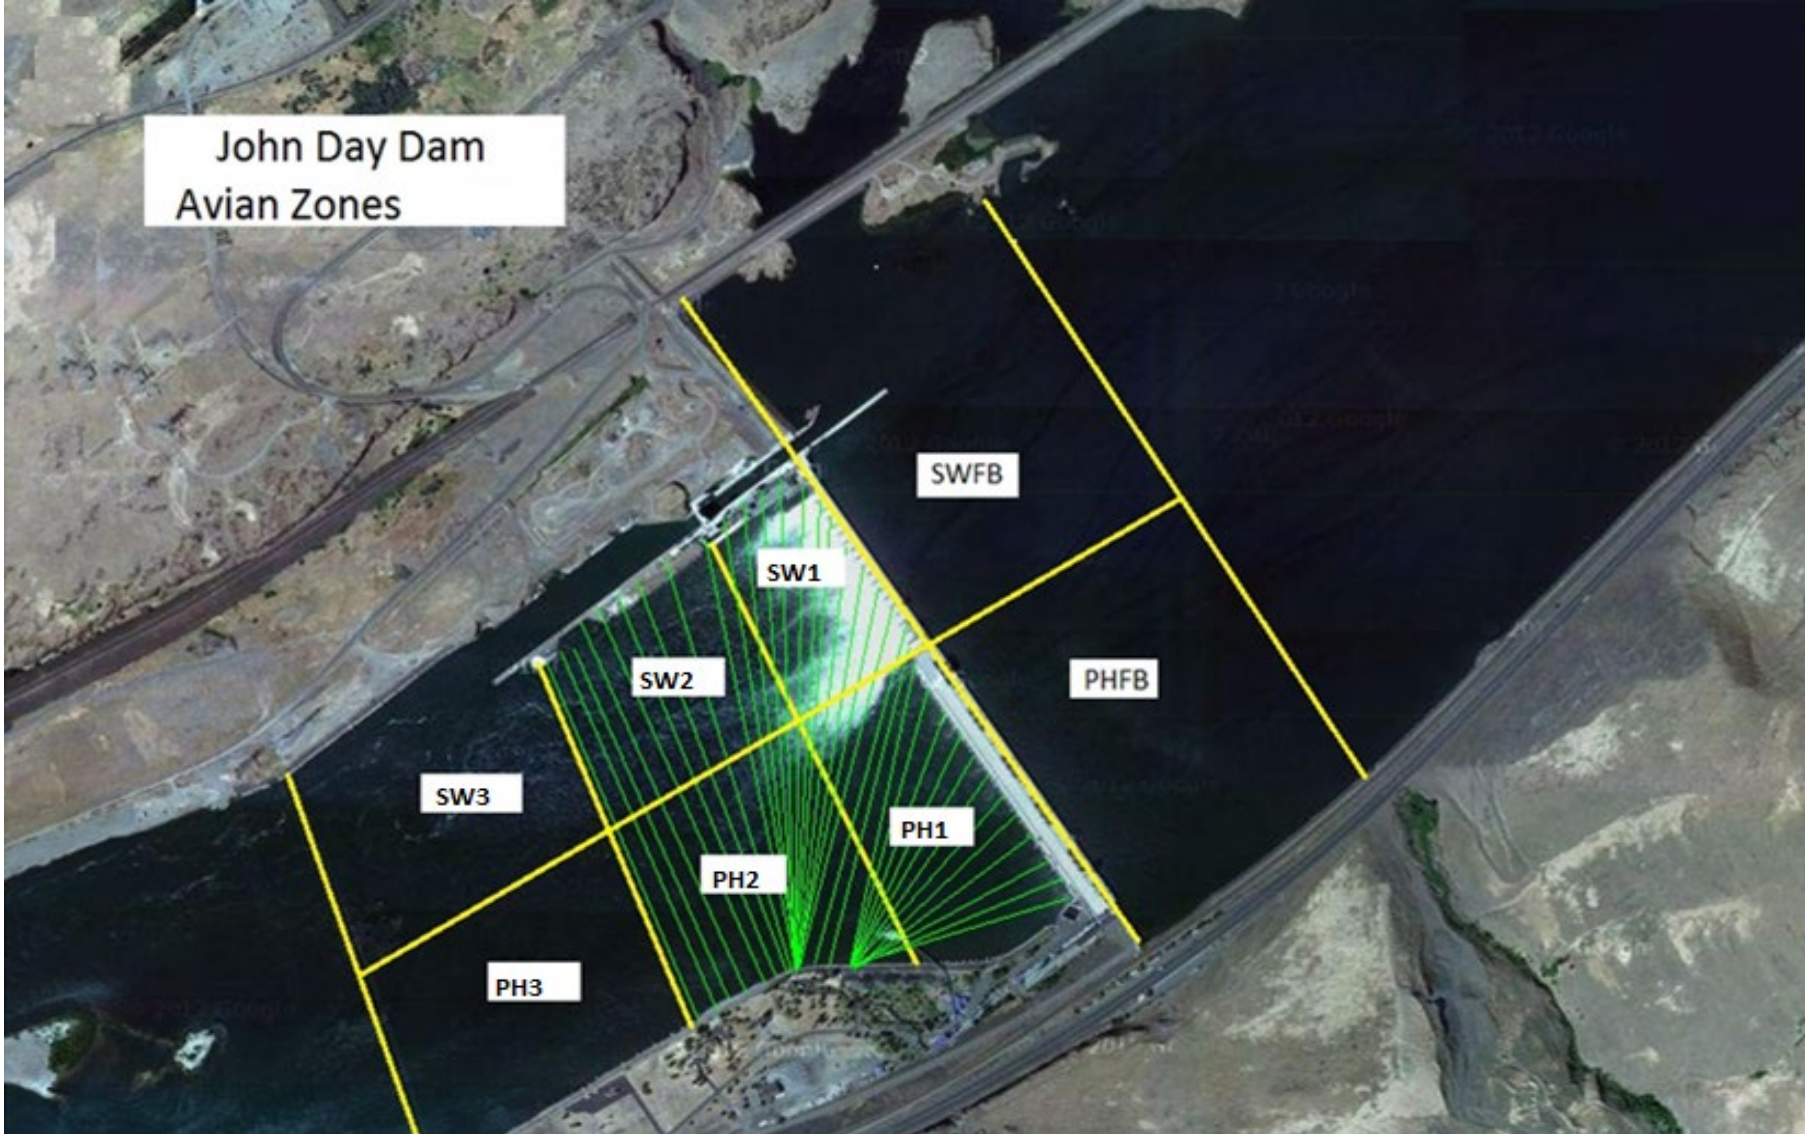 John Day Dam
Avian Zones
SWFB
SW1
SW2
PHFB
SW3
PH1
PH2
PH3